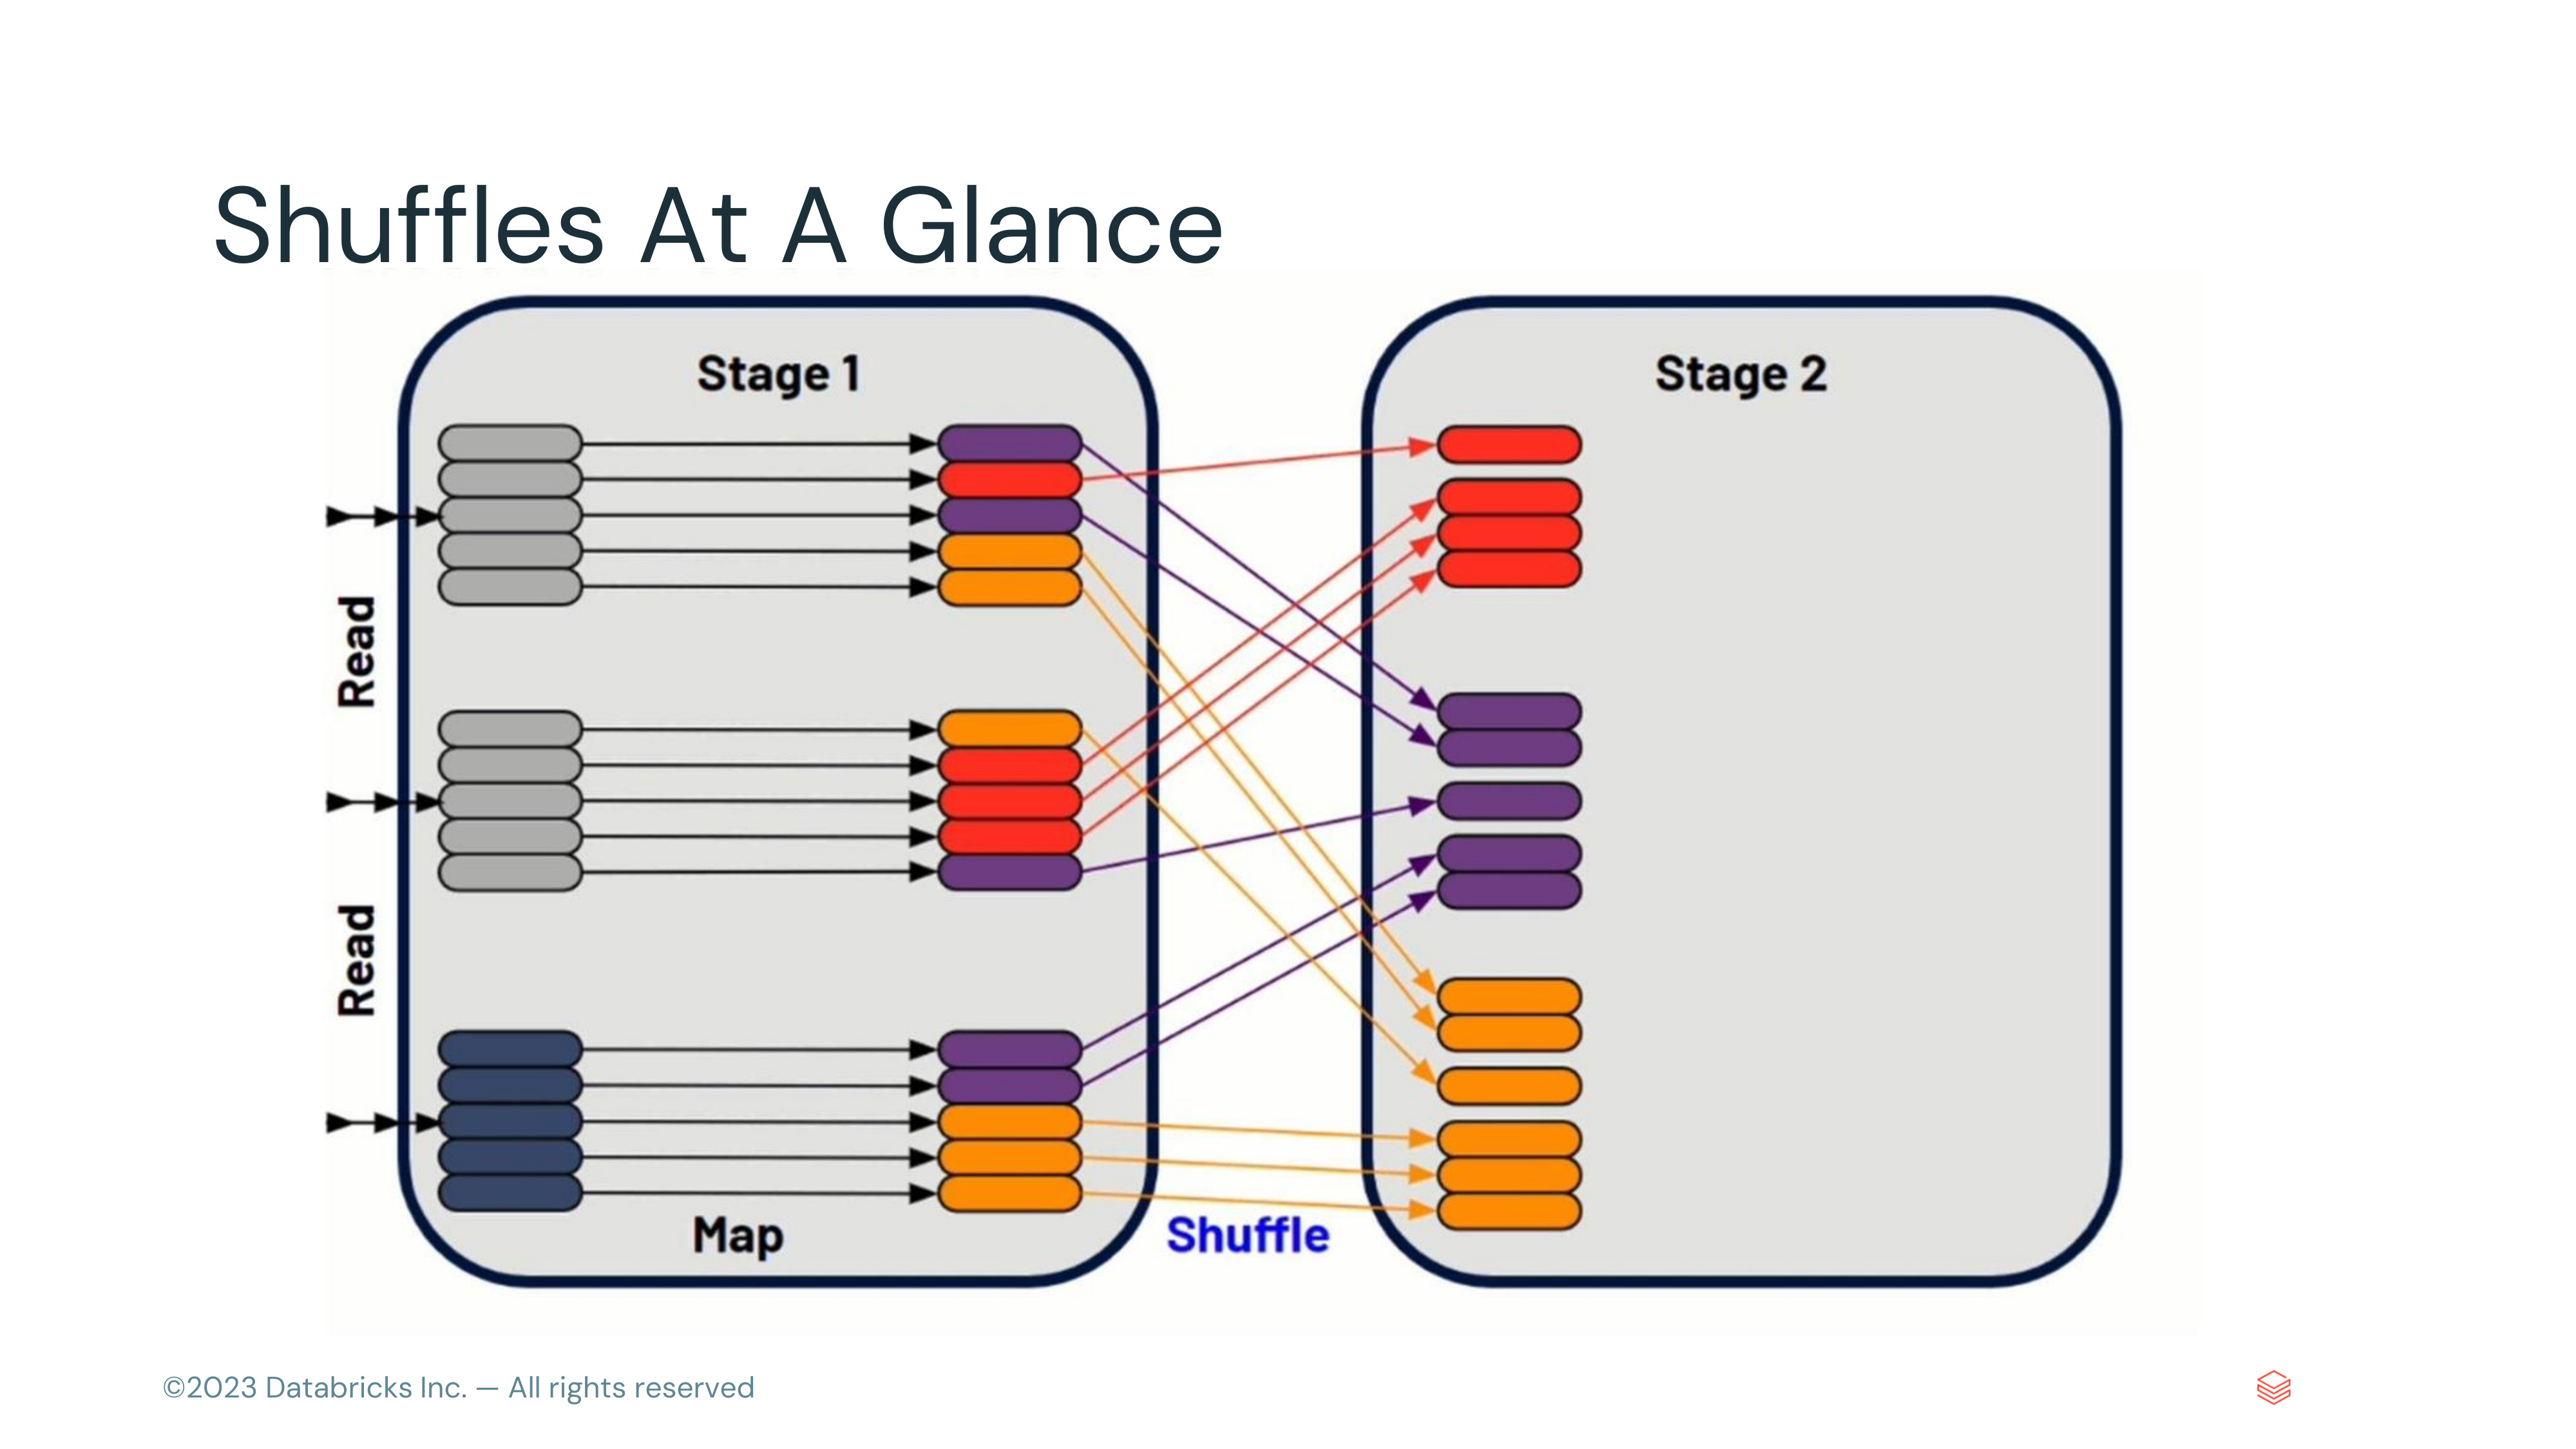 Shuffles At A Glance
Stage 1
Stage 2
Read
Read
Map
Shuffle
©2023 Databricks Inc. — All rights reserved